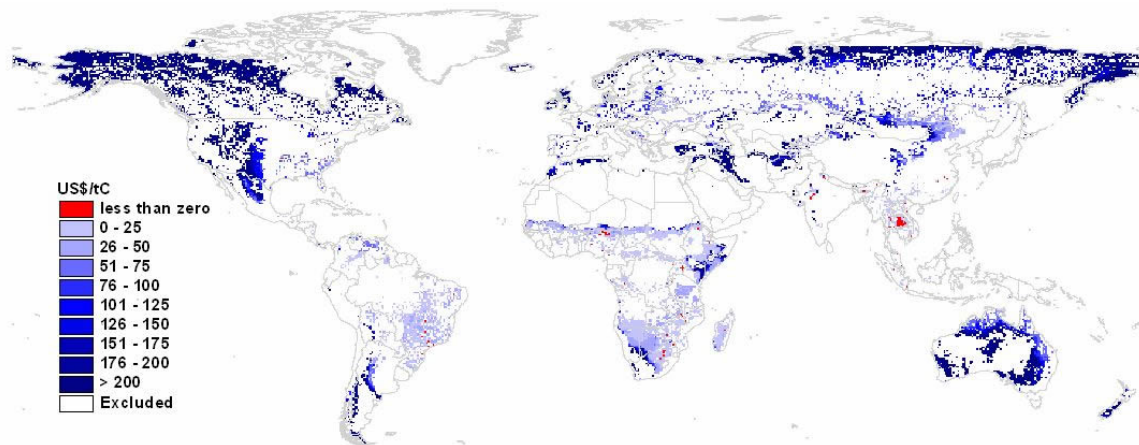 US$/tC
less than zero
0 - 25
26 - 50
51 - 75
76 - 100
101 - 125
126 - 150
151 - 175
176 - 200
> 200
Excluded